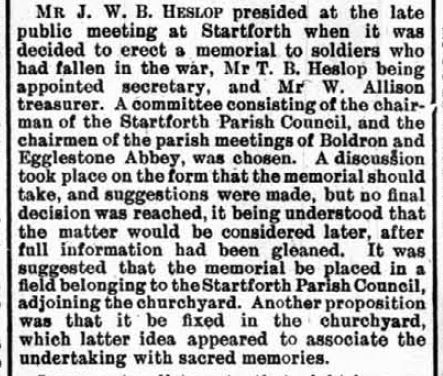 MR J. W. B. HESLOP presided at the late
public meeting at Startforth when it was
decided to erect a memorial to soldiers who
had fallen in the war, Mr T. B. Heslop being
appointed secretary, and Mr W. Allison
treasurer. A committee consisting of the chair-
man of the Startforth Parish Council, and the
chairmen of the parish meetings of Boldron and
Egglestone Abbey, was chosen. A discussion
took place on the form that the memorial should
take, and suggestions were made, but no final
decision was reached, it being understood that
the matter would be considered later, after
full information had been gleaned. It was
suggested that the memorial be placed in a
field belonging to the Startforth Parish Council,
adjoining the churchyard. Another proposition
was that it be fixed in the churchyard,
which latter idea appeared to associate the
undertaking with sacred memories.